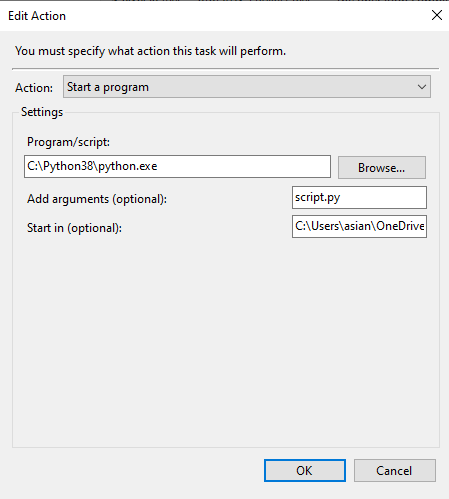 Edit Action
You must specify what action this task will perform.
Action: Start a program
Settings
Program/script:
C:\Python38\python.exe Browse...
Add arguments (optional): script.py
Start in (optional): C:\Users\asian\OneDrive
OK Cancel